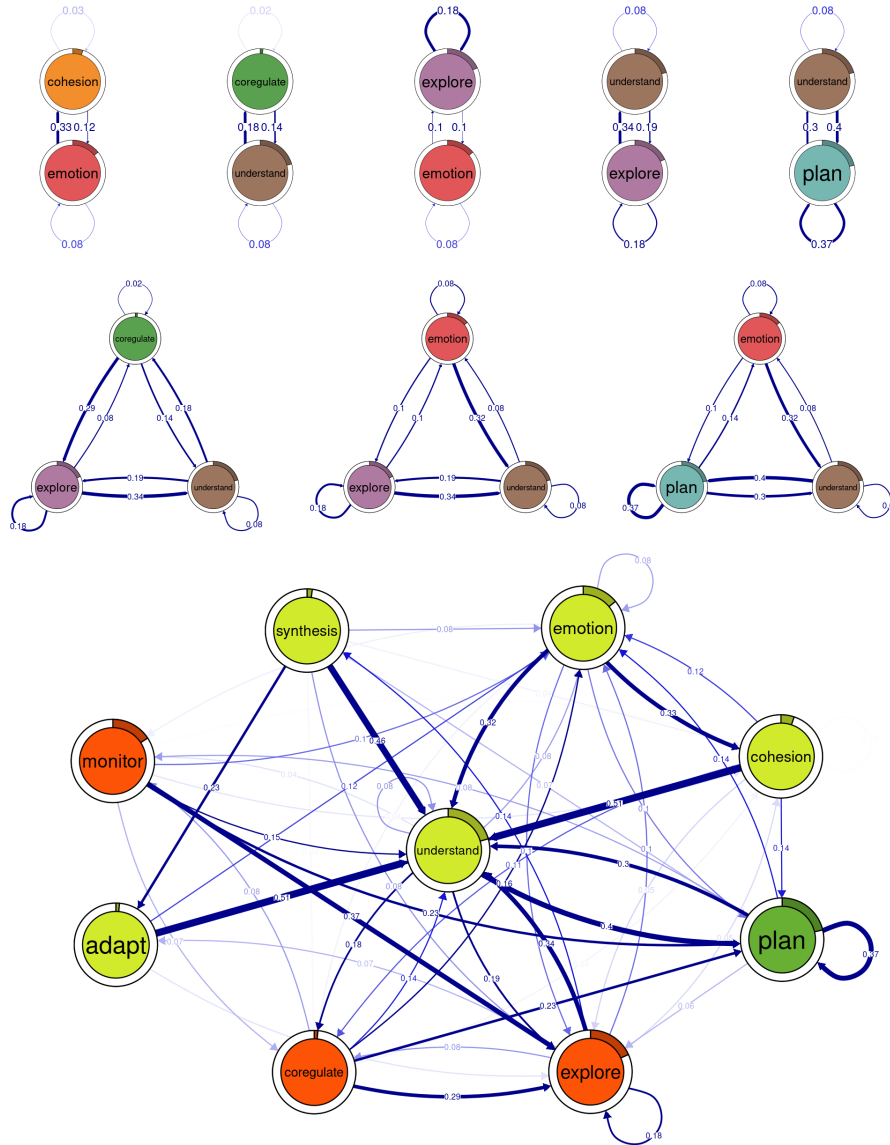 0.03 0.02 0.18 0.08 0.08
cohesion coregulate explore understand understand
0.33 0.12 0.18 0.14 0.1 0.1 0.34 0.19 0.3 0.4
emotion understand emotion explore plan
0.08 0.08 0.08 0.18 0.37
0.02 0.08 0.08
coregulate emotion emotion
0.29 0.18 0.1 0.08 0.1 0.08
0.08 0.14 0.1 0.32 0.14 0.32
0.19 0.19 0.4
explore understand explore understand plan understand
0.34 0.34 0.3
0.18 0.08 0.18 0.08 0.37
0.08
synthesis 0.08 emotion
0.12
0.33
0.32
monitor cohesion
0.14
0.23 0.12 0.08
0.14
0.15 understand 0.14
0.3
0.51 0.16
0.37 0.23 0.4
adapt plan
0.18 0.34 0.37
0.07
0.14 0.19
0.23
0.06
0.08
coregulate explore
0.29
0.18